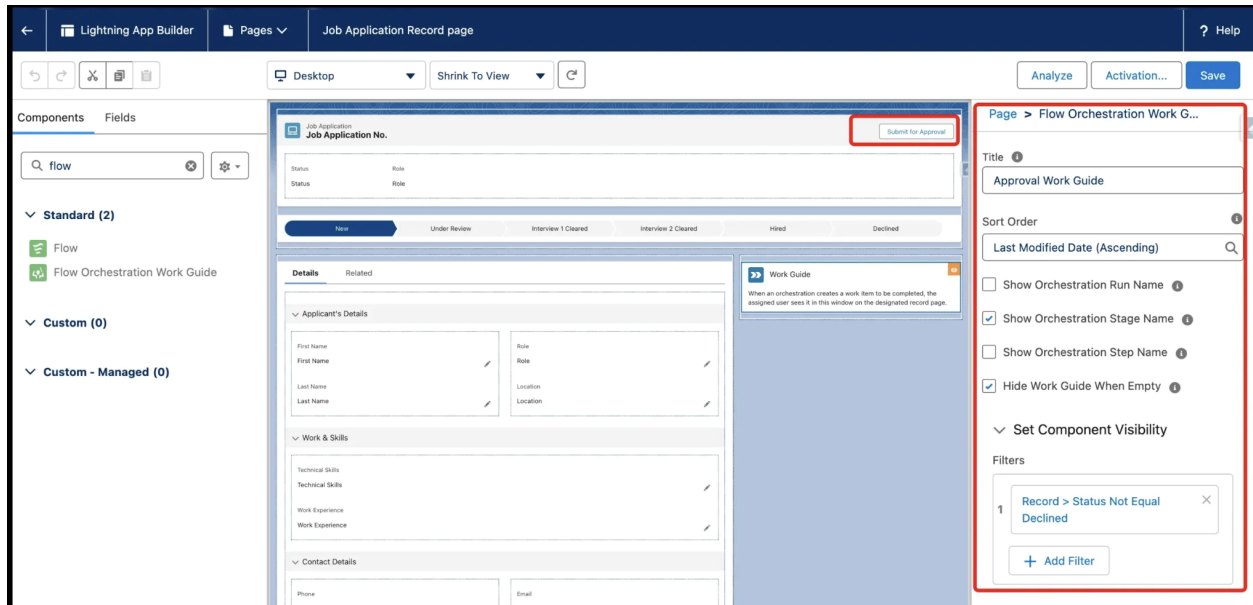 Lightning App Builder
Pages
Job Application Record page
? Help
Desktop
Shrink To View
Analyze
Activation...
Save
Components
Fields
flow
Standard (2)
Flow
Flow Orchestration Work Guide
Custom (0)
Custom - Managed (0)
Job Application
Job Application No.
Submit for Approval
Status
Role
Status
Role
New
Under Review
Interview 1 Cleared
Interview 2 Cleared
Hired
Declined
Details
Related
Applicant's Details
First Name
First Name
Role
Role
Last Name
Last Name
Location
Location
Work & Skills
Technical Skills
Technical Skills
Work Experience
Work Experience
Contact Details
Phone
Email
Work Guide
When an orchestration creates a work item to be completed, the
assigned user sees it in this window on the designated record page.
Page > Flow Orchestration Work G...
Title
Approval Work Guide
Sort Order
Last Modified Date (Ascending)
Show Orchestration Run Name
Show Orchestration Stage Name
Show Orchestration Step Name
Hide Work Guide When Empty
Set Component Visibility
Filters
1
Record > Status Not Equal
Declined
+ Add Filter